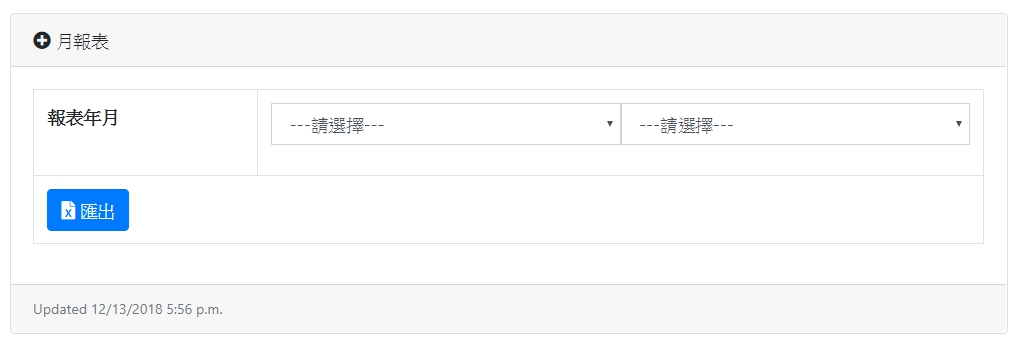 月報表
報表年月 ---請選擇--- ---請選擇---
匯出
Updated 12/13/2018 5:56 p.m.